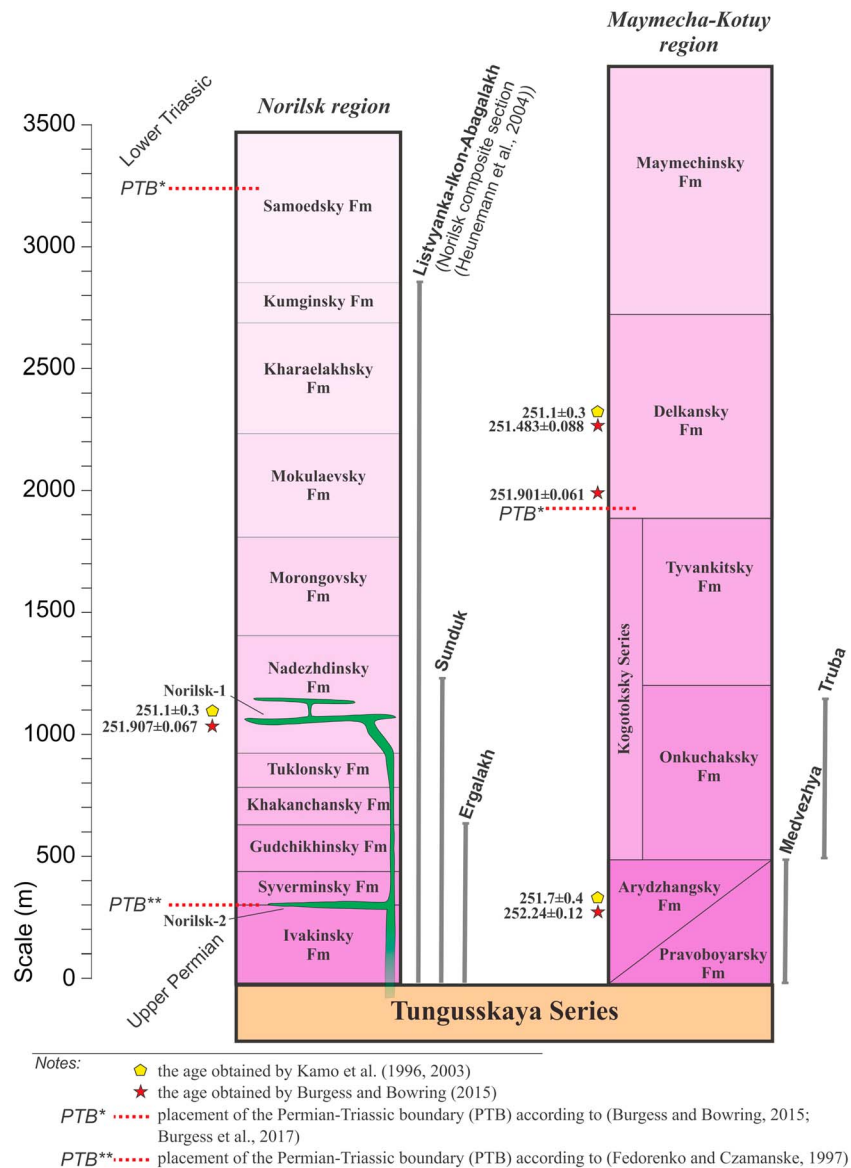 Maymecha-Kotuy
region
Norilsk region
Lower Triassic
Upper Permian
Scale (m)
3500
3000
2500
2000
1500
1000
500
0
PTB*
Samoedsky Fm
Kumginsky Fm
Kharaelakhsky
Fm
Mokulaevsky
Fm
Morongovsky
Fm
Nadezhdinsky
Fm
Norilsk-1
251.1±0.3
251.907±0.067
Tuklonsky Fm
Khakanchansky Fm
Gudchikhinsky Fm
Syverminsky Fm
PTB**
Norilsk-2
Ivakinsky
Fm
Listvyanka-Ikon-Abagalakh
(Norilsk composite section
(Heunemann et al., 2004))
Sunduk
Ergalakh
Maymechinsky
Fm
Delkansky
Fm
251.1±0.3
251.483±0.088
251.901±0.061
PTB*
Kogotoksky Series
Tyvankitsky
Fm
Onkuchaksky
Fm
Arydzhangsky
Fm
251.7±0.4
252.24±0.12
Pravoboyarsky
Fm
Medvezhya
Truba
Tungusskaya Series
Notes:
the age obtained by Kamo et al. (1996, 2003)
the age obtained by Burgess and Bowring (2015)
PTB* placement of the Permian-Triassic boundary (PTB) according to (Burgess and Bowring, 2015;
Burgess et al., 2017)
PTB** placement of the Permian-Triassic boundary (PTB) according to (Fedorenko and Czamanske, 1997)